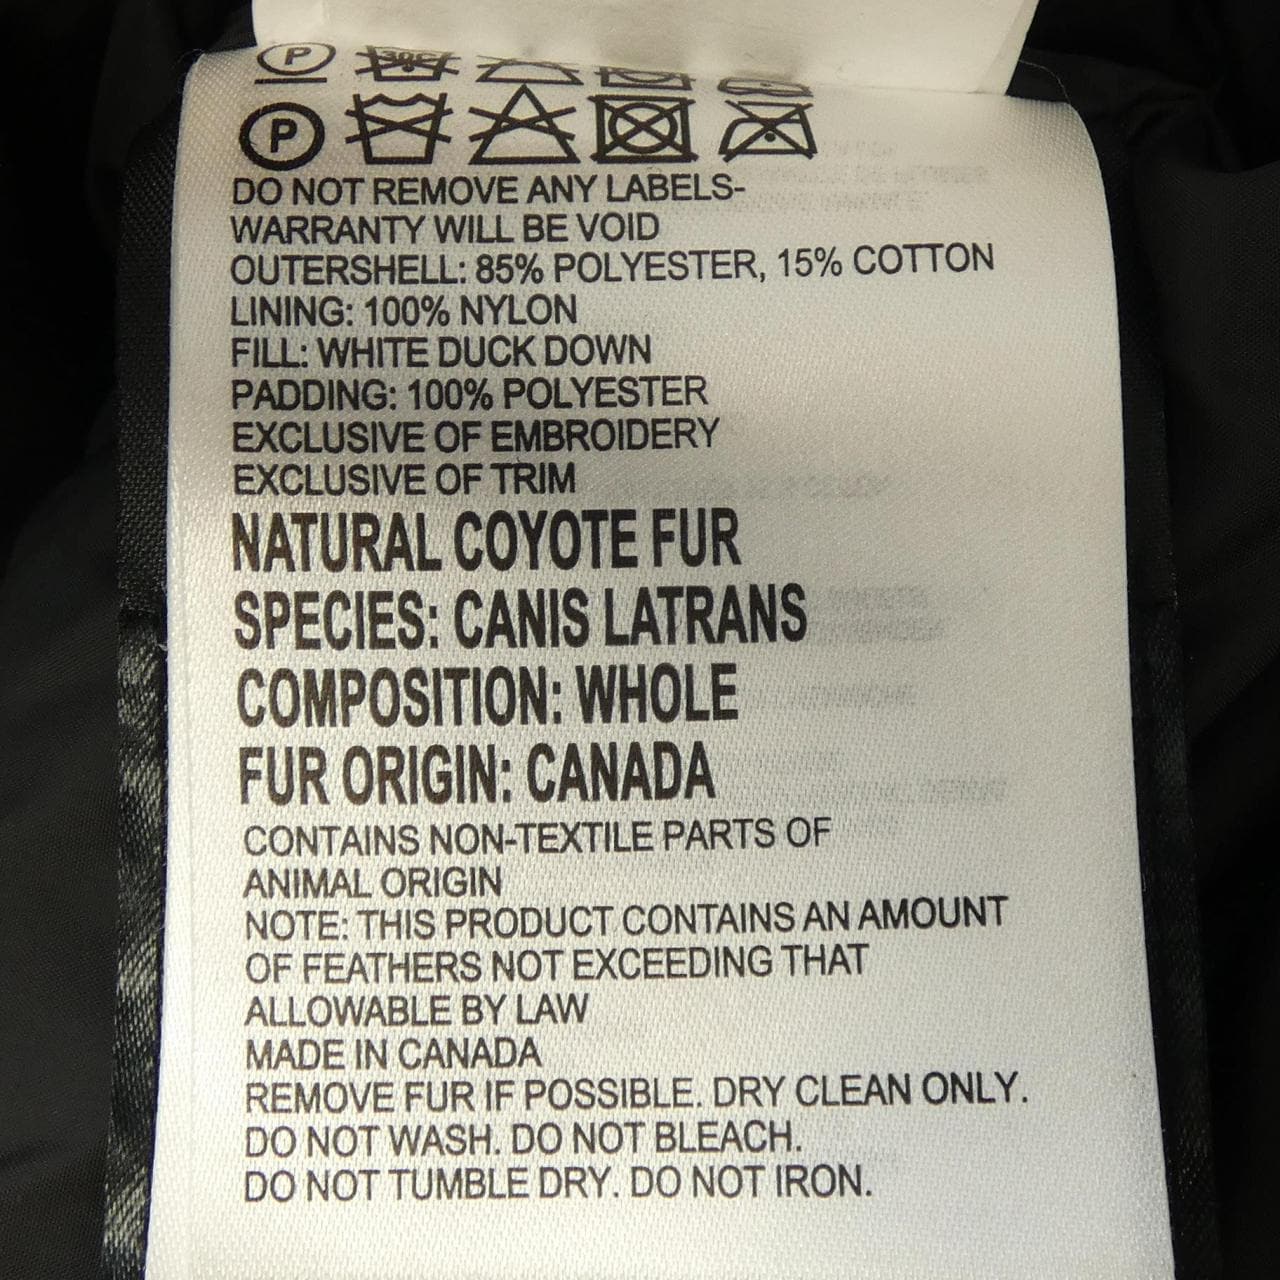 P
30C
P
DO NOT REMOVE ANY LABELS-
WARRANTY WILL BE VOID
OUTERSHELL: 85% POLYESTER, 15% COTTON
LINING: 100% NYLON
FILL: WHITE DUCK DOWN
PADDING: 100% POLYESTER
EXCLUSIVE OF EMBROIDERY
EXCLUSIVE OF TRIM
NATURAL COYOTE FUR
SPECIES: CANIS LATRANS
COMPOSITION: WHOLE
FUR ORIGIN: CANADA
CONTAINS NON-TEXTILE PARTS OF
ANIMAL ORIGIN
NOTE: THIS PRODUCT CONTAINS AN AMOUNT
OF FEATHERS NOT EXCEEDING THAT
ALLOWABLE BY LAW
MADE IN CANADA
REMOVE FUR IF POSSIBLE. DRY CLEAN ONLY.
DO NOT WASH. DO NOT BLEACH.
DO NOT TUMBLE DRY. DO NOT IRON.